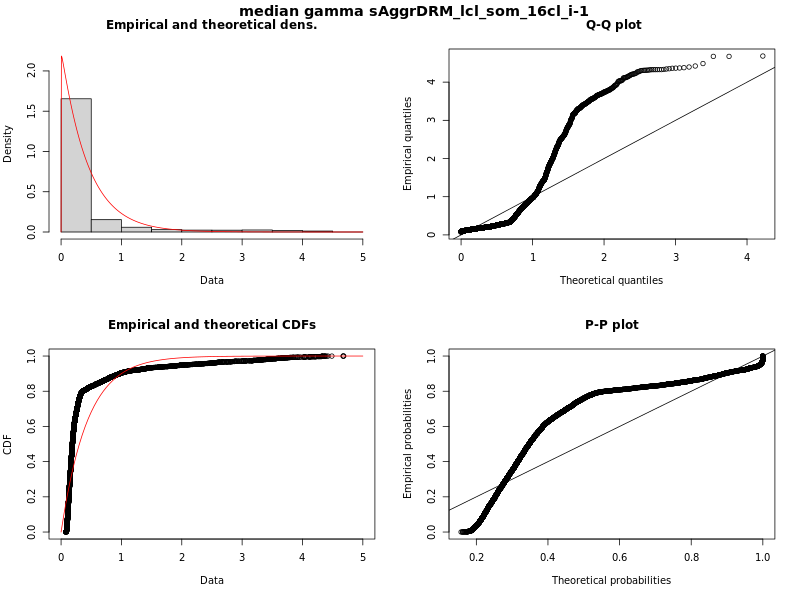 median gamma sAggrDRM_lcl_som_16cl_i-1
Empirical and theoretical dens.
Density
0.0 0.5 1.0 1.5 2.0
0 1 2 3 4 5
Data
Q-Q plot
Empirical quantiles
0 1 2 3 4
0 1 2 3 4
Theoretical quantiles
Empirical and theoretical CDFs
CDF
0.0 0.2 0.4 0.6 0.8 1.0
0 1 2 3 4 5
Data
P-P plot
Empirical probabilities
0.0 0.2 0.4 0.6 0.8 1.0
0.2 0.4 0.6 0.8 1.0
Theoretical probabilities